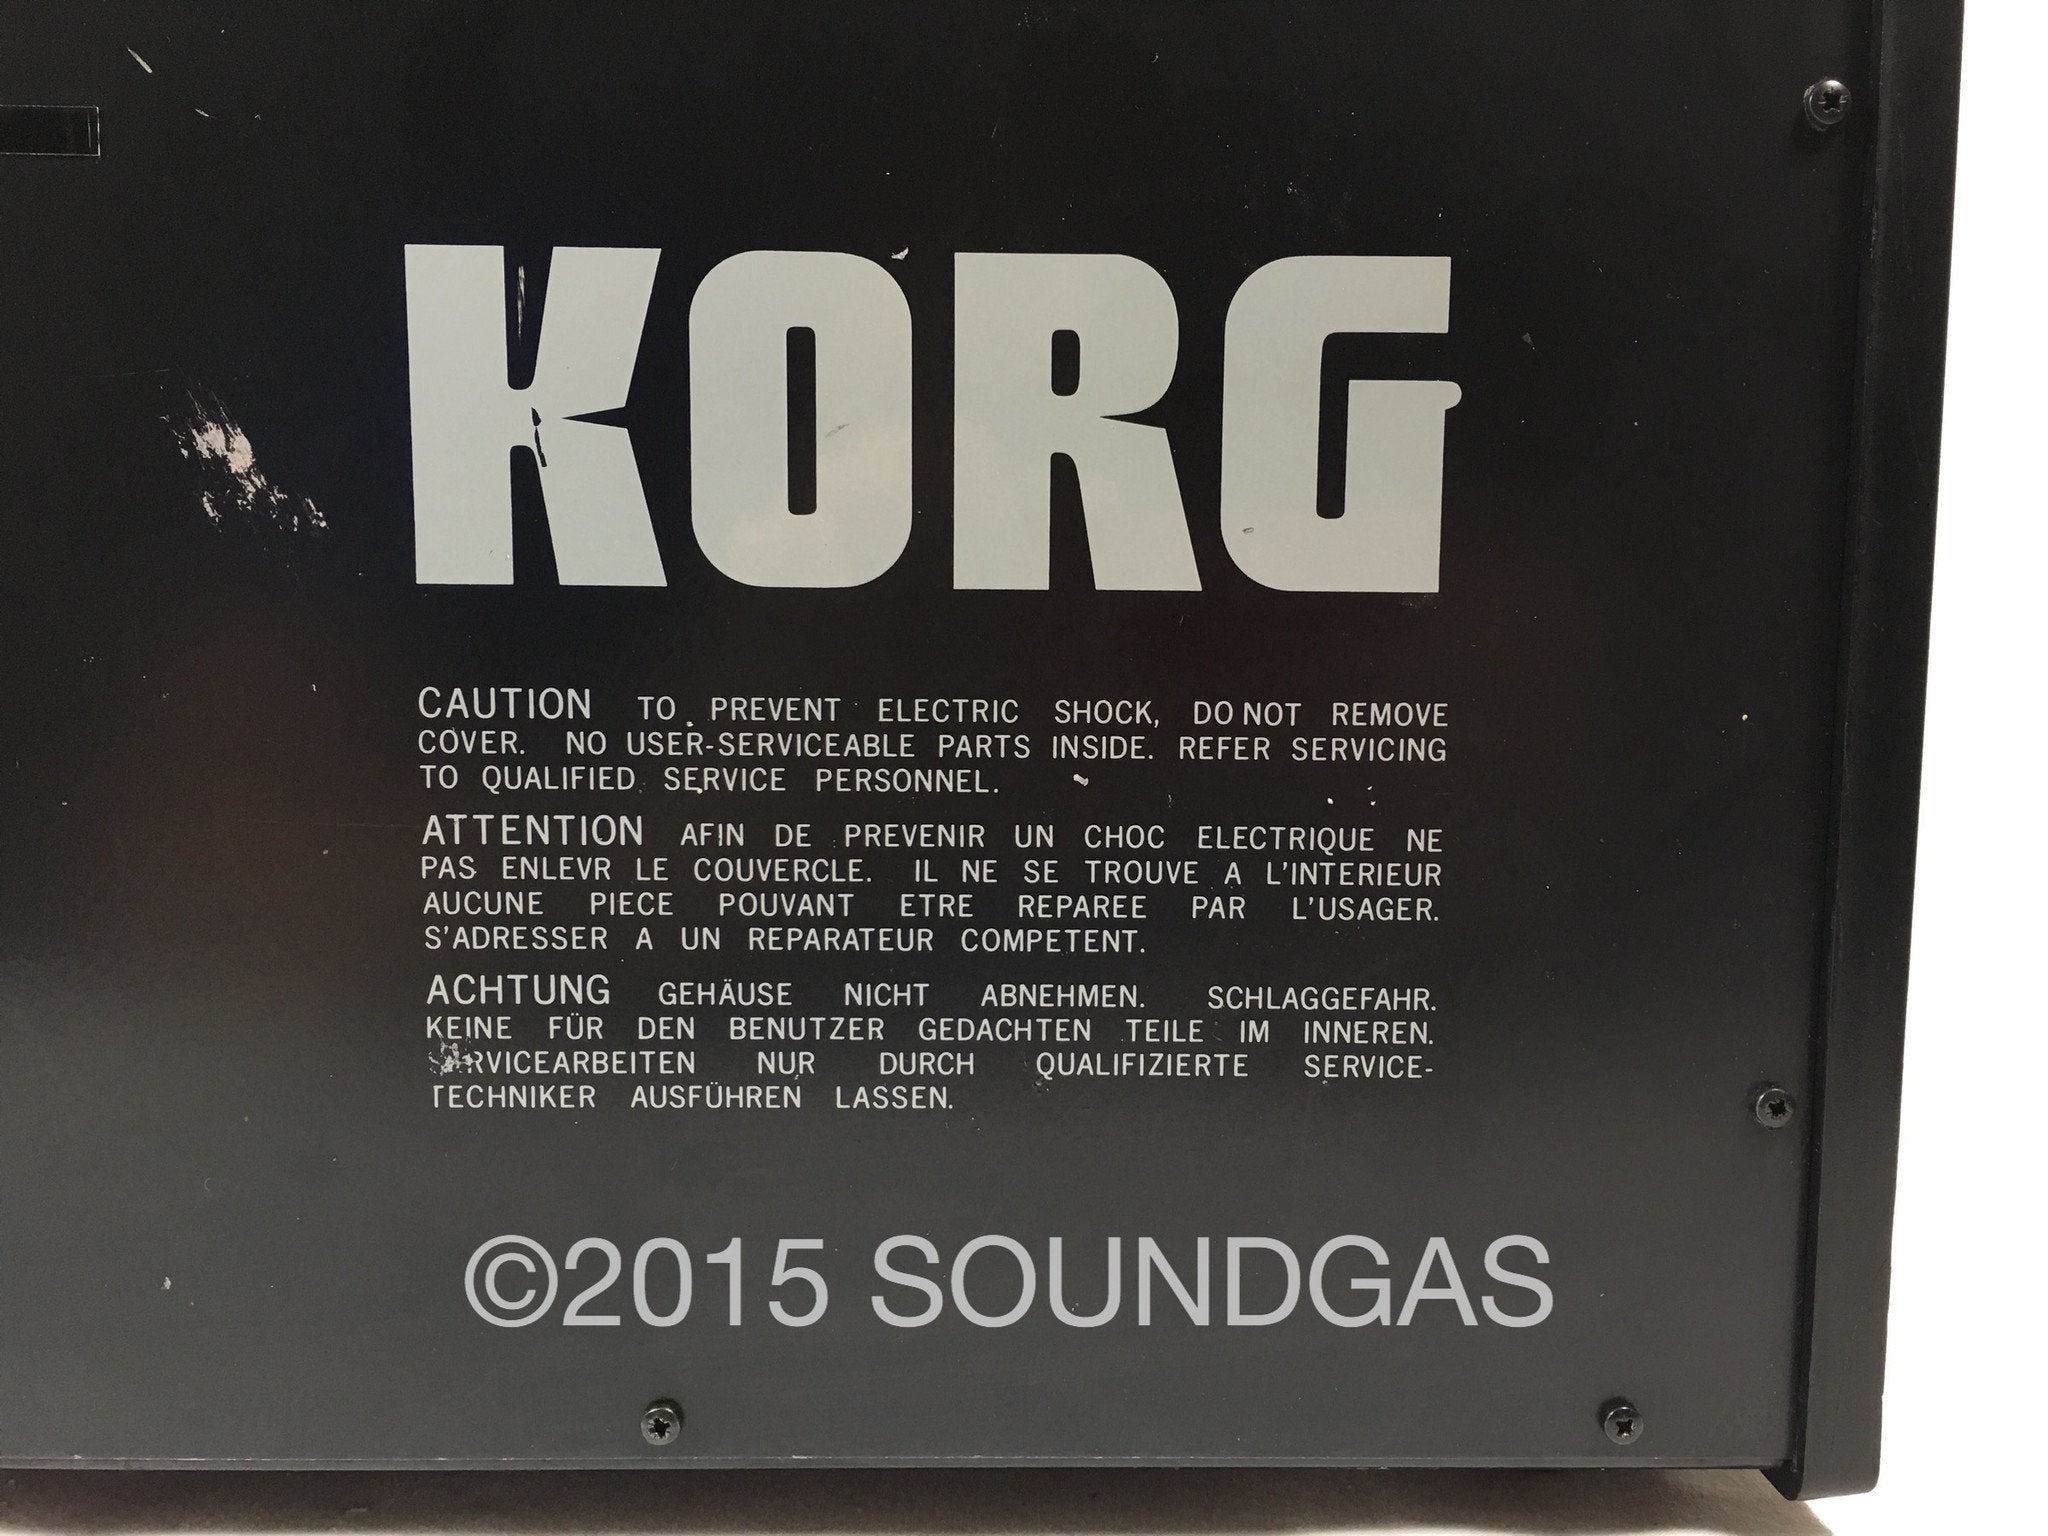 KORG
CAUTION TO PREVENT ELECTRIC SHOCK, DO NOT REMOVE
COVER. NO USER-SERVICEABLE PARTS INSIDE. REFER SERVICING
TO QUALIFIED SERVICE PERSONNEL.
ATTENTION AFIN DE PREVENIR UN CHOC ELECTRIQUE NE
PAS ENLEVR LE COUVERCLE. IL NE SE TROUVE A L'INTERIEUR
AUCUNE PIECE POUVANT ETRE REPAREE PAR L'USAGER.
S'ADRESSER A UN REPARATEUR COMPETENT.
ACHTUNG GEHÄUSE NICHT ABNEHMEN. SCHLAGGEFAHR.
KEINE FÜR DEN BENUTZER GEDACHTEN TEILE IM INNEREN.
SERVICEARBEITEN NUR DURCH QUALIFIZIERTE SERVICE-
TECHNIKER AUSFÜHREN LASSEN.
©2015 SOUNDGAS